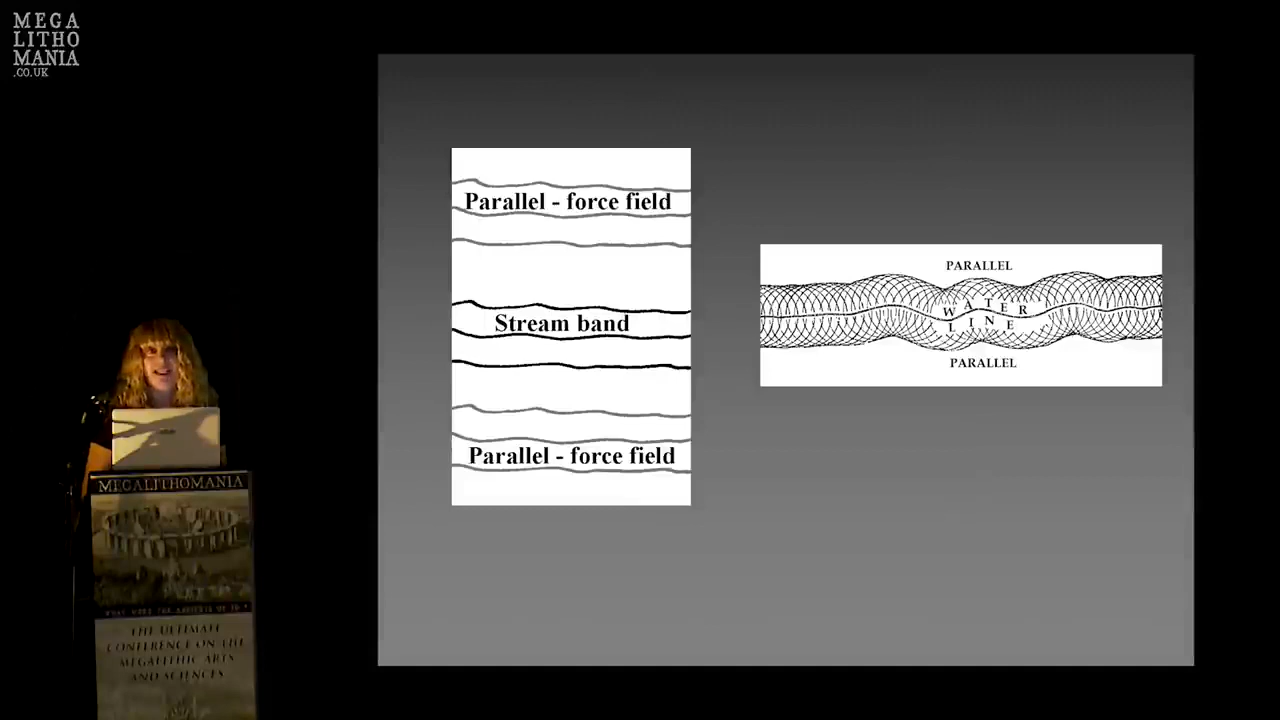 MEGA
LITHO
MANIA
.CO.UK
Parallel - force field
Stream band
Parallel - force field
PARALLEL
WATER
LINE
PARALLEL
MEGALITHOMANIA
THE ULTIMATE
CONFERENCE ON THE
MEGALITHIC ARTS
AND SCIENCES